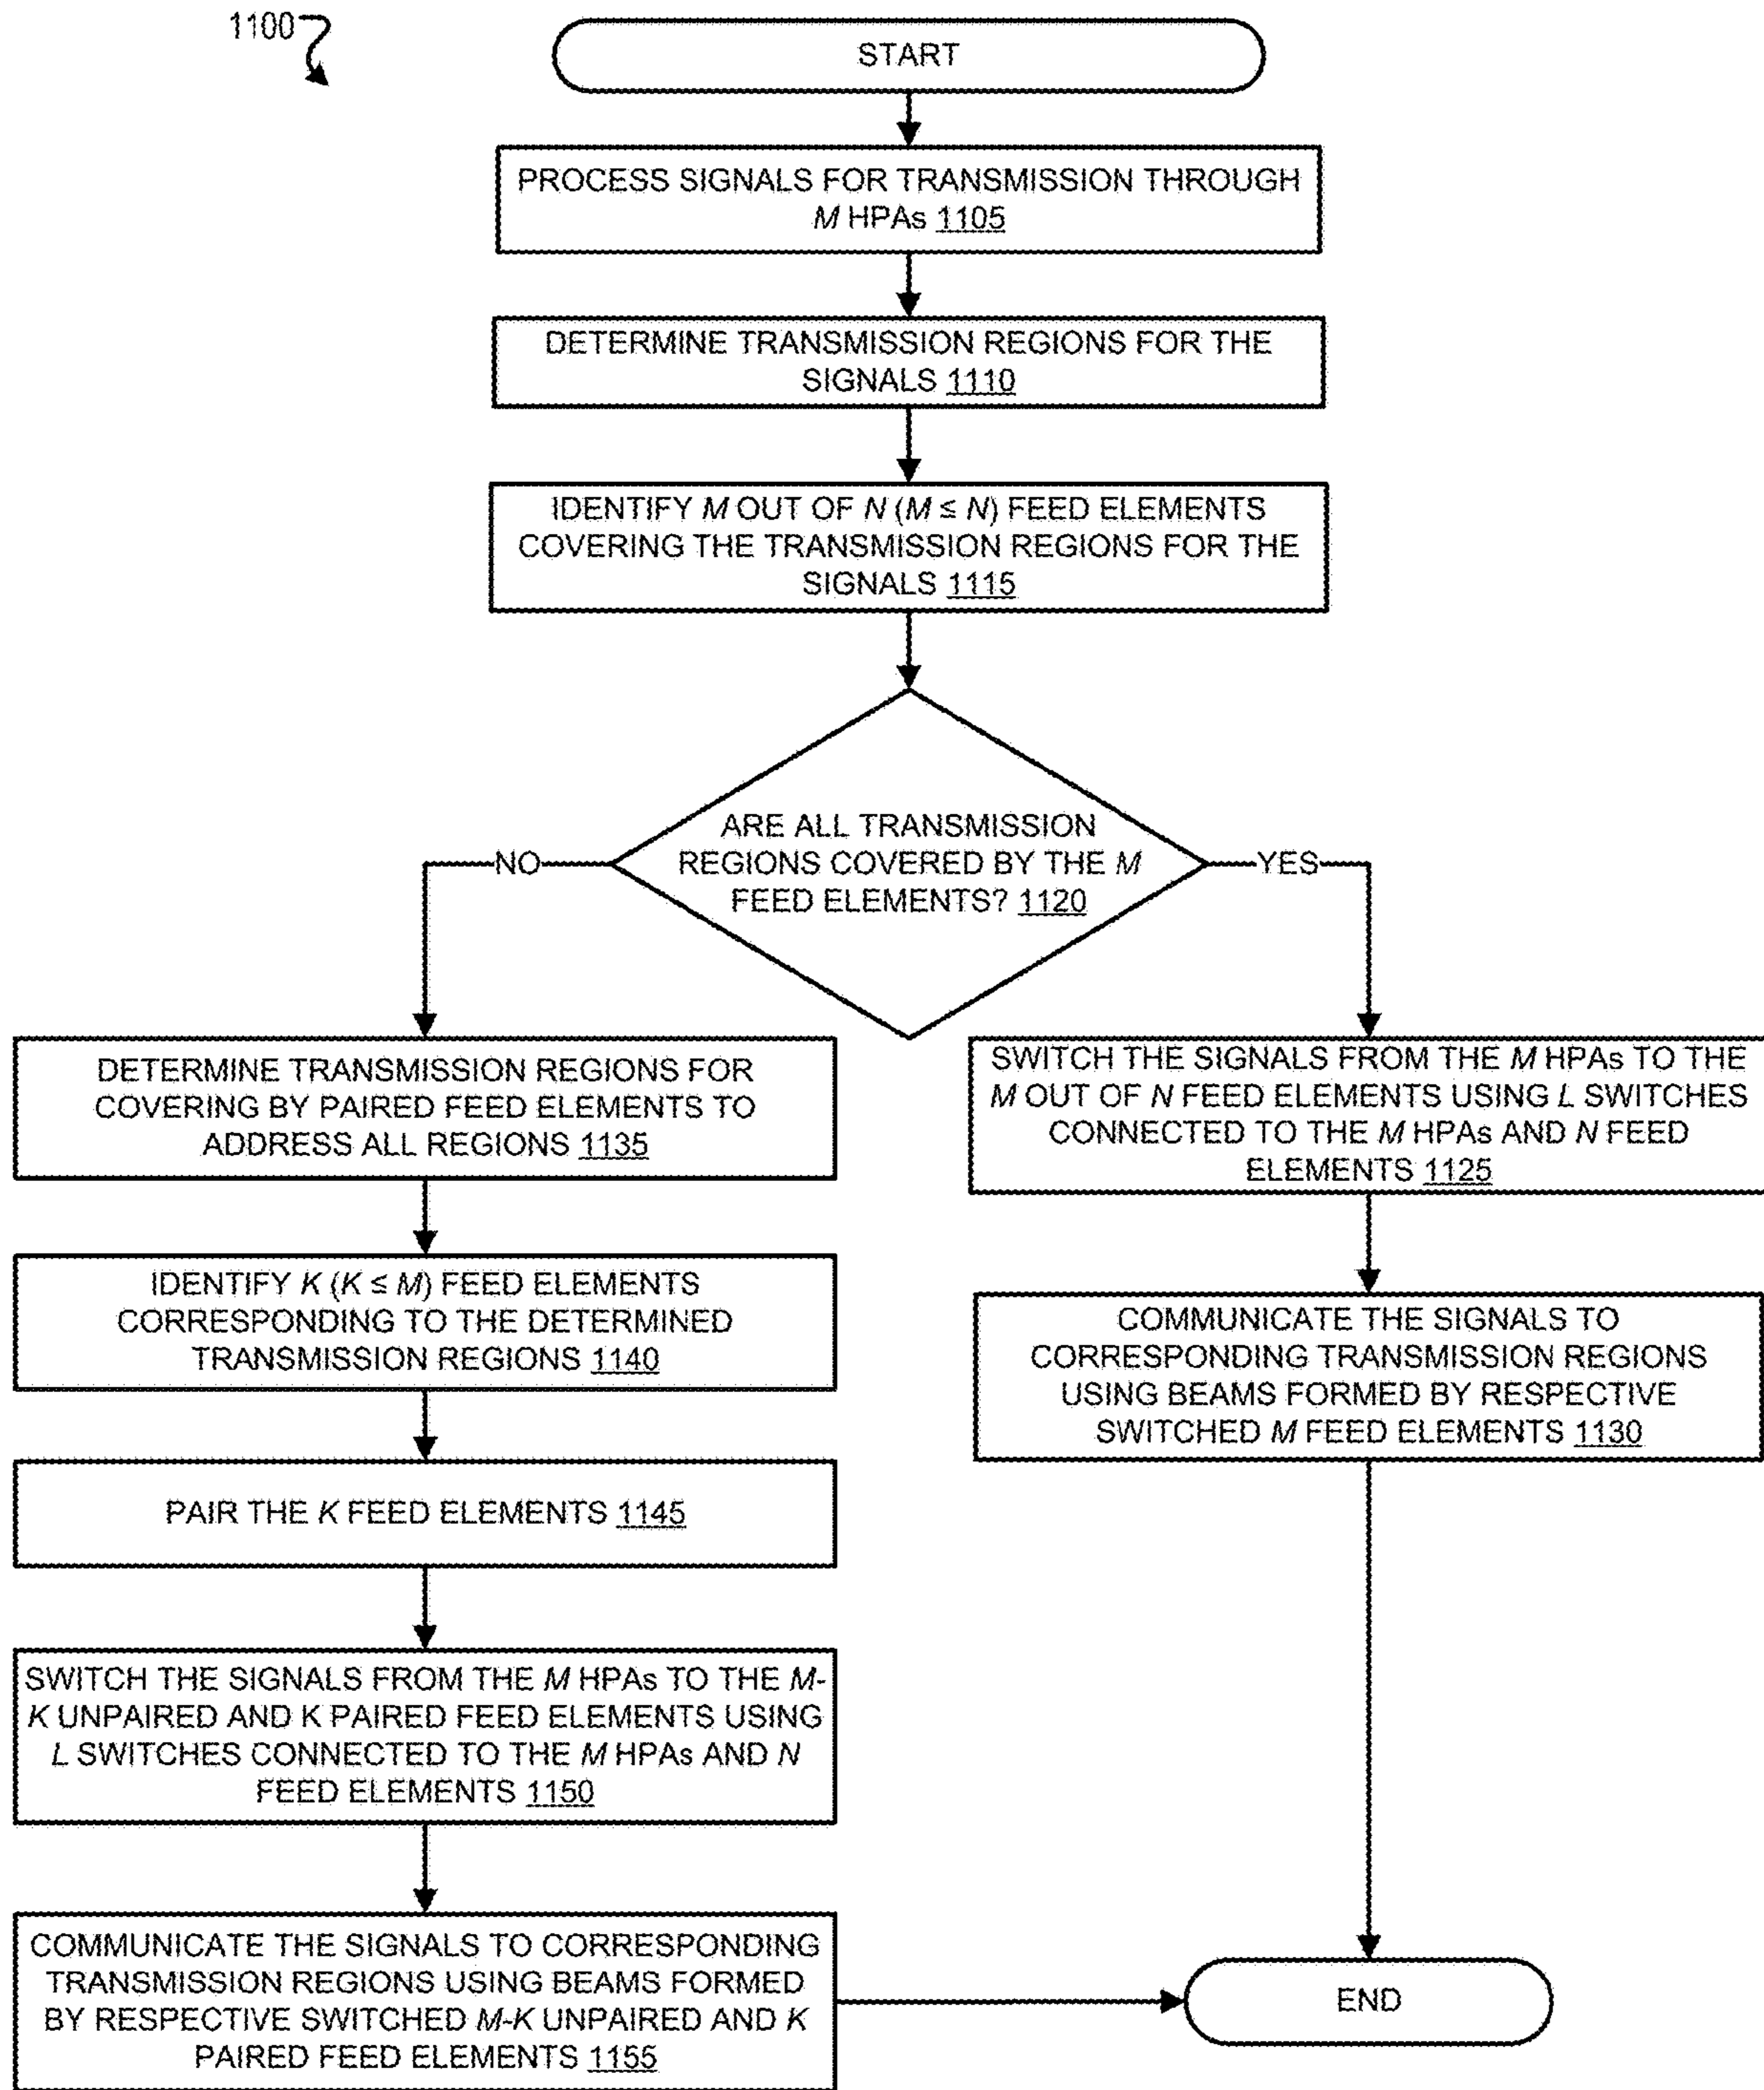 1100
START
PROCESS SIGNALS FOR TRANSMISSION THROUGH
M HPAs 1105
DETERMINE TRANSMISSION REGIONS FOR THE
SIGNALS 1110
IDENTIFY M OUT OF N (M ≤ N) FEED ELEMENTS
COVERING THE TRANSMISSION REGIONS FOR THE
SIGNALS 1115
ARE ALL TRANSMISSION
REGIONS COVERED BY THE M
FEED ELEMENTS? 1120
NO
YES
DETERMINE TRANSMISSION REGIONS FOR
COVERING BY PAIRED FEED ELEMENTS TO
ADDRESS ALL REGIONS 1135
IDENTIFY K (K ≤ M) FEED ELEMENTS
CORRESPONDING TO THE DETERMINED
TRANSMISSION REGIONS 1140
PAIR THE K FEED ELEMENTS 1145
SWITCH THE SIGNALS FROM THE M HPAs TO THE M-
K UNPAIRED AND K PAIRED FEED ELEMENTS USING
L SWITCHES CONNECTED TO THE M HPAs AND N
FEED ELEMENTS 1150
COMMUNICATE THE SIGNALS TO CORRESPONDING
TRANSMISSION REGIONS USING BEAMS FORMED
BY RESPECTIVE SWITCHED M-K UNPAIRED AND K
PAIRED FEED ELEMENTS 1155
SWITCH THE SIGNALS FROM THE M HPAs TO THE
M OUT OF N FEED ELEMENTS USING L SWITCHES
CONNECTED TO THE M HPAs AND N FEED
ELEMENTS 1125
COMMUNICATE THE SIGNALS TO
CORRESPONDING TRANSMISSION REGIONS
USING BEAMS FORMED BY RESPECTIVE
SWITCHED M FEED ELEMENTS 1130
END